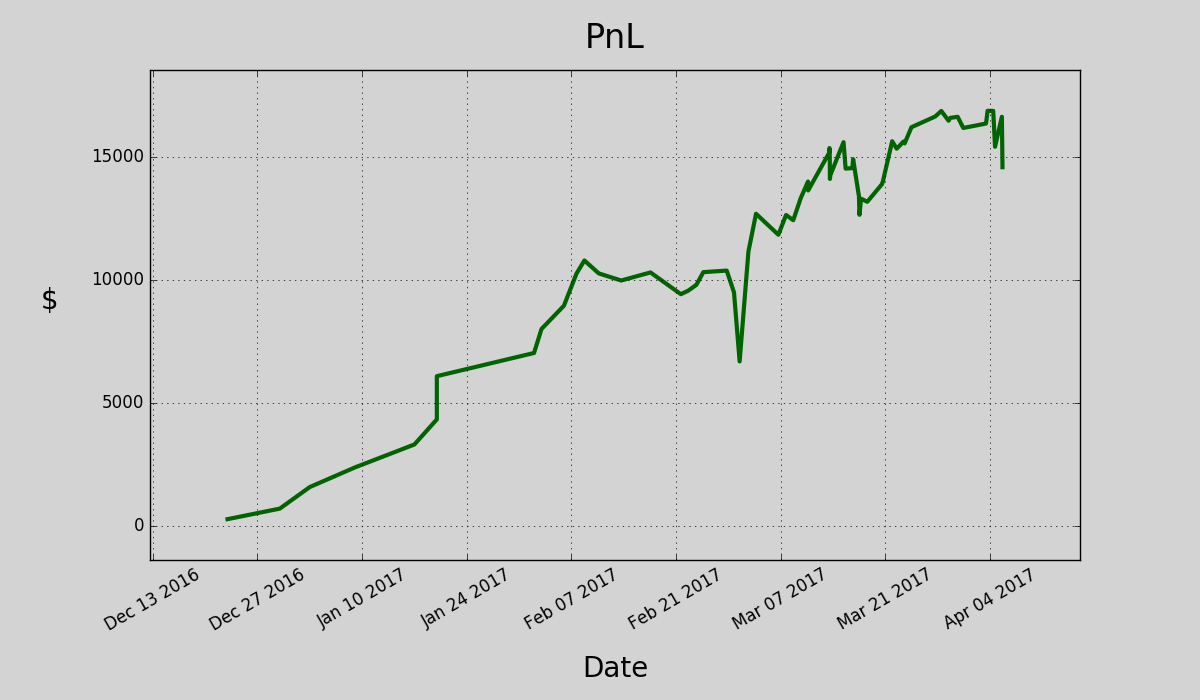 PnL
$
15000
10000
5000
0
Dec 13 2016
Dec 27 2016
Jan 10 2017
Jan 24 2017
Feb 07 2017
Feb 21 2017
Mar 07 2017
Mar 21 2017
Apr 04 2017
Date